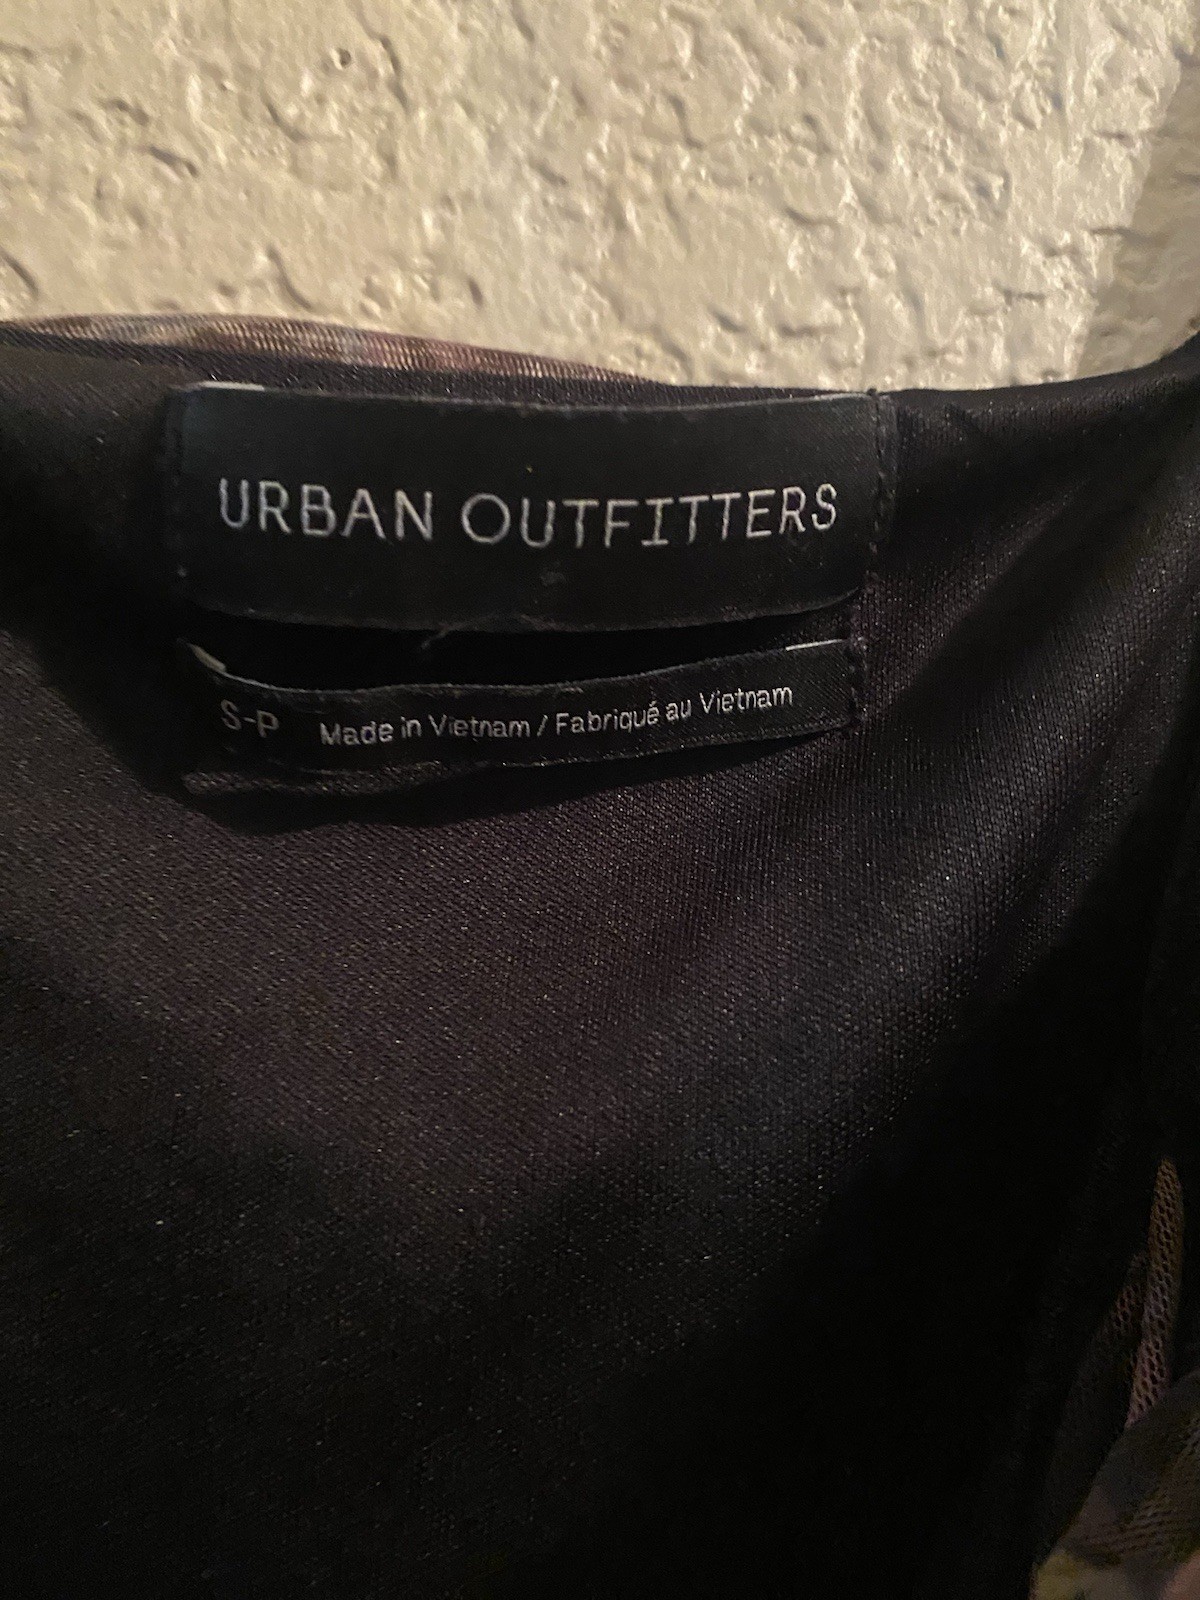 URBAN OUTFITTERS
S-P Made in Vietnam / Fabriqué au Vietnam